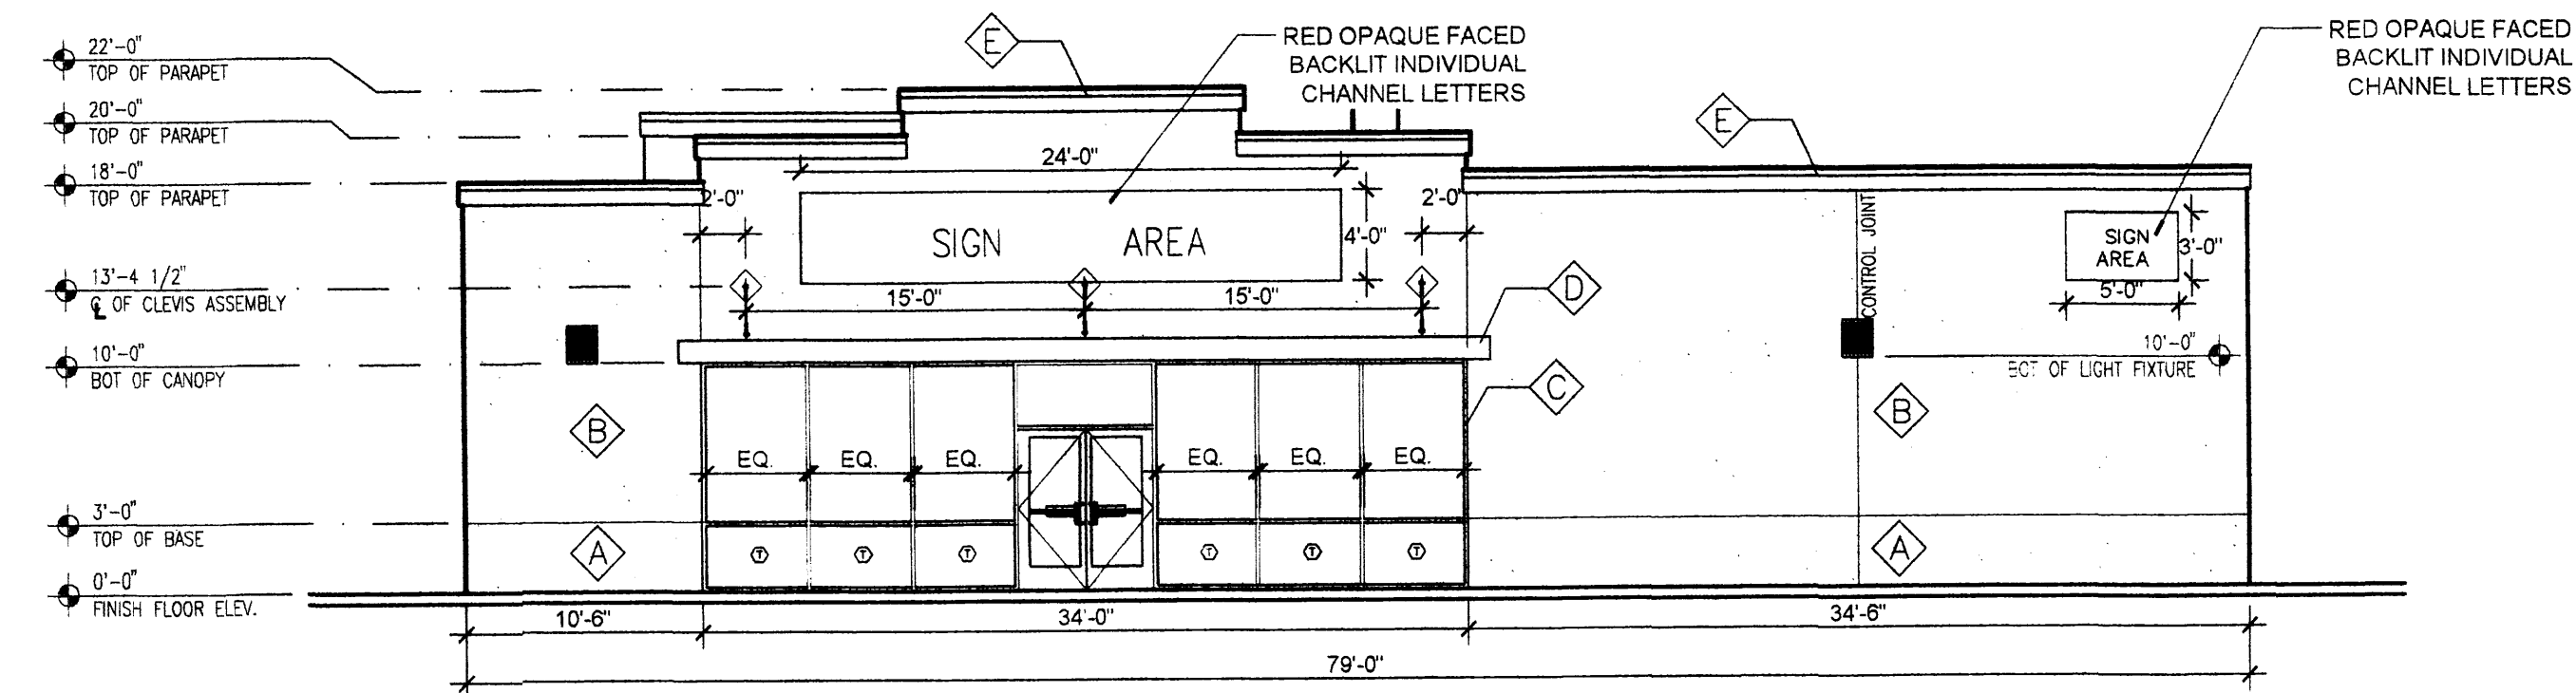 22'-0"
TOP OF PARAPET
20'-0"
TOP OF PARAPET
18'-0"
TOP OF PARAPET
13'-4 1/2"
℄ OF CLEVIS ASSEMBLY
10'-0"
BOT OF CANOPY
3'-0"
TOP OF BASE
0'-0"
FINISH FLOOR ELEV.
E
RED OPAQUE FACED
BACKLIT INDIVIDUAL
CHANNEL LETTERS
E
RED OPAQUE FACED
BACKLIT INDIVIDUAL
CHANNEL LETTERS
24'-0"
2'-0"
2'-0"
4'-0"
SIGN AREA
15'-0"
15'-0"
D
C
CONTROL JOINT
SIGN
AREA
3'-0"
5'-0"
10'-0"
BOT OF LIGHT FIXTURE
B
B
EQ. EQ. EQ. EQ. EQ. EQ.
A
T T T T T T
A
10'-6" 34'-0" 34'-6"
79'-0"